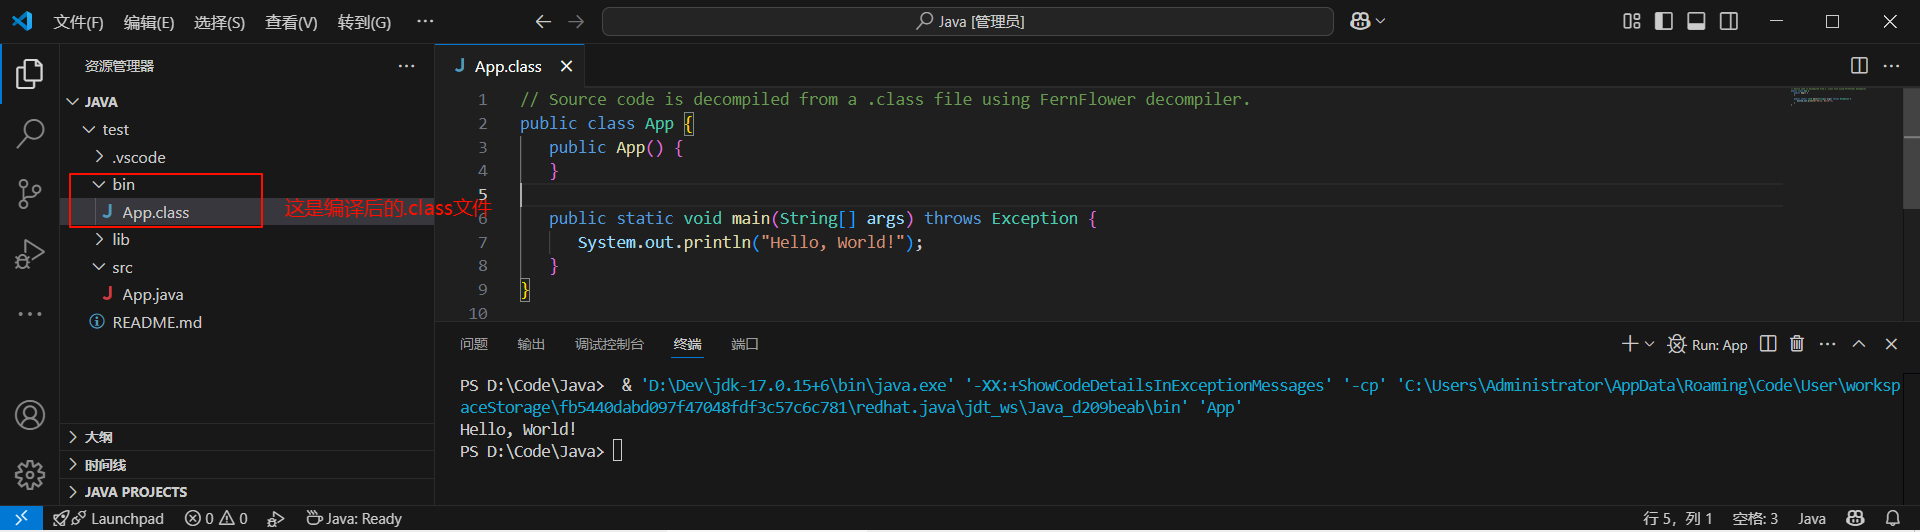 文件(F) 编辑(E) 选择(S) 查看(V) 转到(G) ··· Java [管理员]
资源管理器 ···
JAVA
test
.vscode
bin
App.class
lib
src
App.java
README.md
大纲
时间线
JAVA PROJECTS
这是编译后的.class文件
App.class
1 // Source code is decompiled from a .class file using FernFlower decompiler.
2 public class App {
3 public App() {
4 }
5
6 public static void main(String[] args) throws Exception {
7 System.out.println("Hello, World!");
8 }
9 }
10
问题 输出 调试控制台 终端 端口 Run: App
PS D:\Code\Java>  & 'D:\Dev\jdk-17.0.15+6\bin\java.exe' '-XX:+ShowCodeDetailsInExceptionMessages' '-cp' 'C:\Users\Administrator\AppData\Roaming\Code\User\worksp
aceStorage\fb5440dabd097f47048fdf3c57c6c781\redhat.java\jdt_ws\Java_d209beab\bin' 'App'
Hello, World!
PS D:\Code\Java>
Launchpad 0 0 Java: Ready 行 5，列 1 空格: 3 Java